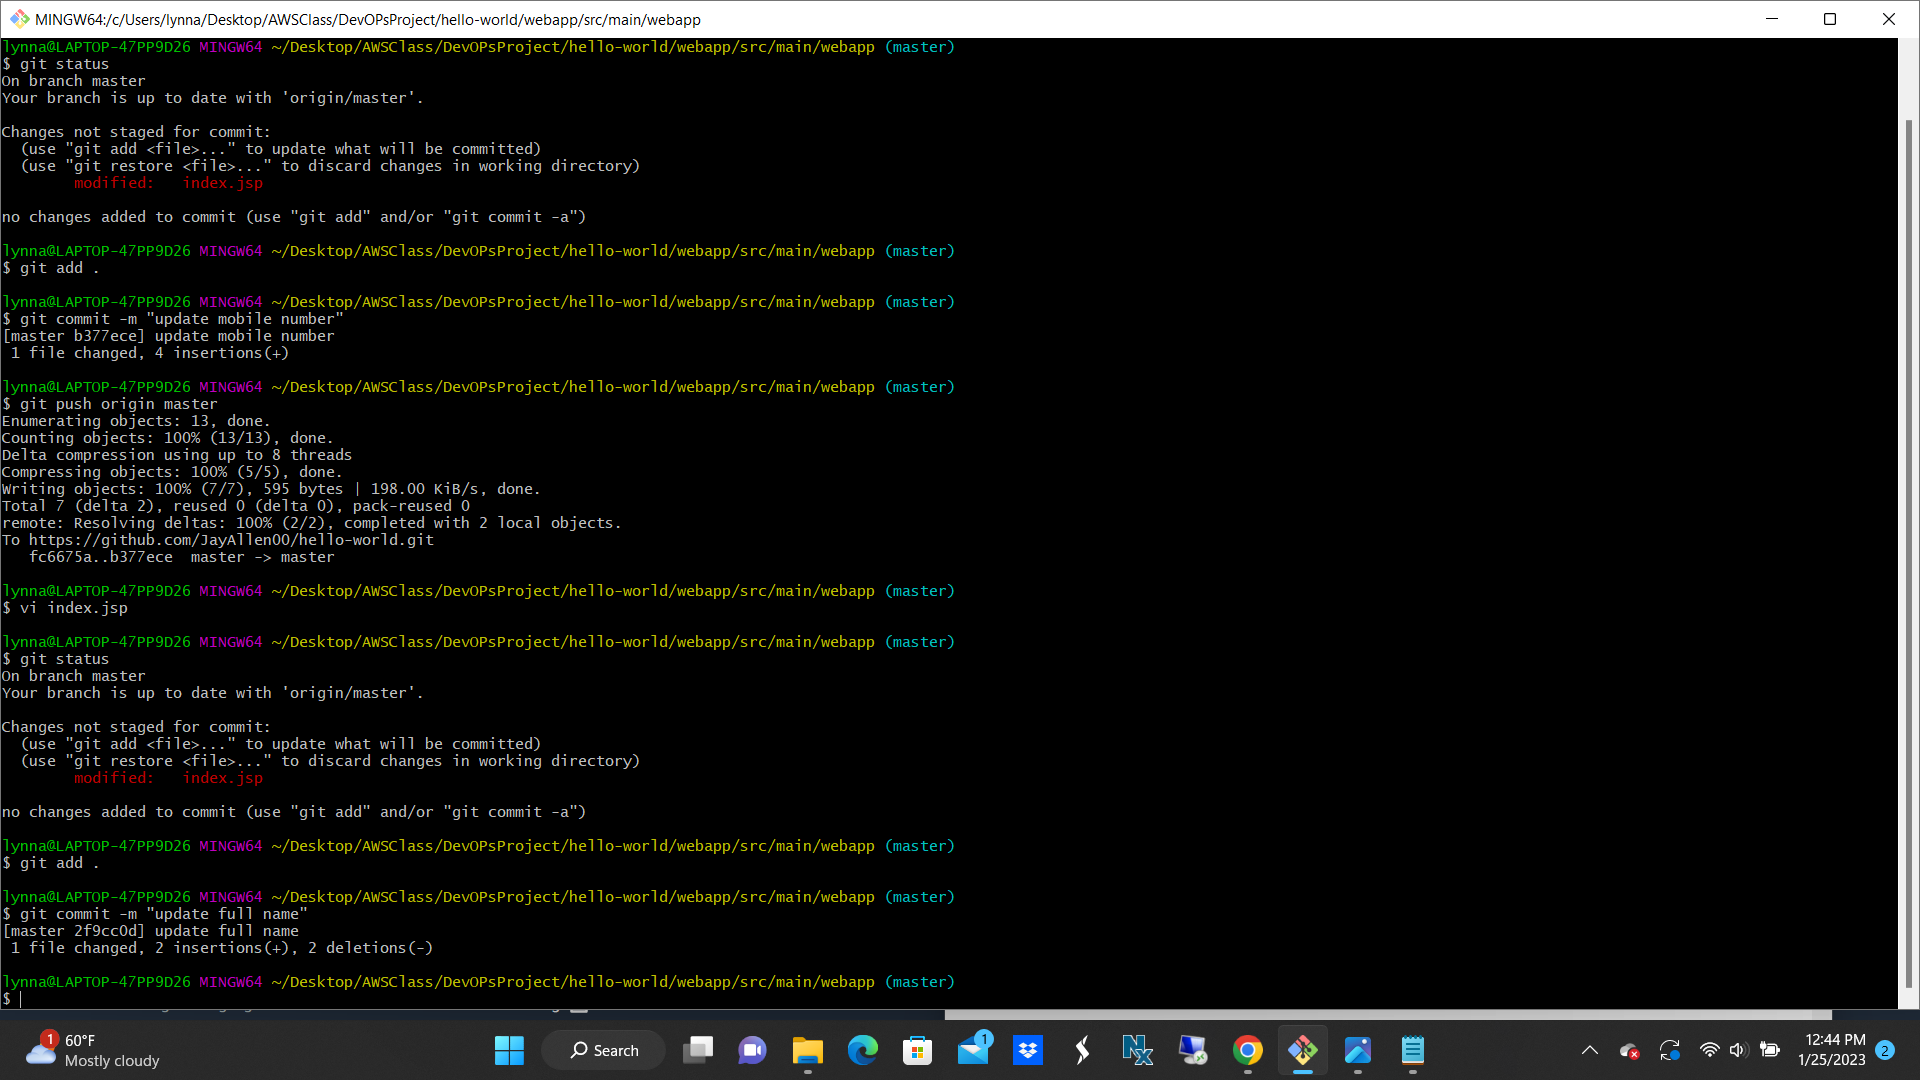 MINGW64:/c/Users/lynna/Desktop/AWSClass/DevOPsProject/hello-world/webapp/src/main/webapp
lynna@LAPTOP-47PP9D26 MINGW64 ~/Desktop/AWSClass/DevOPsProject/hello-world/webapp/src/main/webapp (master)
$ git status
On branch master
Your branch is up to date with 'origin/master'.
Changes not staged for commit:
(use "git add <file>..." to update what will be committed)
(use "git restore <file>..." to discard changes in working directory)
modified: index.jsp
no changes added to commit (use "git add" and/or "git commit -a")
lynna@LAPTOP-47PP9D26 MINGW64 ~/Desktop/AWSClass/DevOPsProject/hello-world/webapp/src/main/webapp (master)
$ git add .
lynna@LAPTOP-47PP9D26 MINGW64 ~/Desktop/AWSClass/DevOPsProject/hello-world/webapp/src/main/webapp (master)
$ git commit -m "update mobile number"
[master b377ece] update mobile number
1 file changed, 4 insertions(+)
lynna@LAPTOP-47PP9D26 MINGW64 ~/Desktop/AWSClass/DevOPsProject/hello-world/webapp/src/main/webapp (master)
$ git push origin master
Enumerating objects: 13, done.
Counting objects: 100% (13/13), done.
Delta compression using up to 8 threads
Compressing objects: 100% (5/5), done.
Writing objects: 100% (7/7), 595 bytes | 198.00 KiB/s, done.
Total 7 (delta 2), reused 0 (delta 0), pack-reused 0
remote: Resolving deltas: 100% (2/2), completed with 2 local objects.
To https://github.com/JayAllen00/hello-world.git
fc6675a..b377ece master -> master
lynna@LAPTOP-47PP9D26 MINGW64 ~/Desktop/AWSClass/DevOPsProject/hello-world/webapp/src/main/webapp (master)
$ vi index.jsp
lynna@LAPTOP-47PP9D26 MINGW64 ~/Desktop/AWSClass/DevOPsProject/hello-world/webapp/src/main/webapp (master)
$ git status
On branch master
Your branch is up to date with 'origin/master'.
Changes not staged for commit:
(use "git add <file>..." to update what will be committed)
(use "git restore <file>..." to discard changes in working directory)
modified: index.jsp
no changes added to commit (use "git add" and/or "git commit -a")
lynna@LAPTOP-47PP9D26 MINGW64 ~/Desktop/AWSClass/DevOPsProject/hello-world/webapp/src/main/webapp (master)
$ git add .
lynna@LAPTOP-47PP9D26 MINGW64 ~/Desktop/AWSClass/DevOPsProject/hello-world/webapp/src/main/webapp (master)
$ git commit -m "update full name"
[master 2f9cc0d] update full name
1 file changed, 2 insertions(+), 2 deletions(-)
lynna@LAPTOP-47PP9D26 MINGW64 ~/Desktop/AWSClass/DevOPsProject/hello-world/webapp/src/main/webapp (master)
$
1
60°F
Mostly cloudy
Search
1
12:44 PM
1/25/2023
2